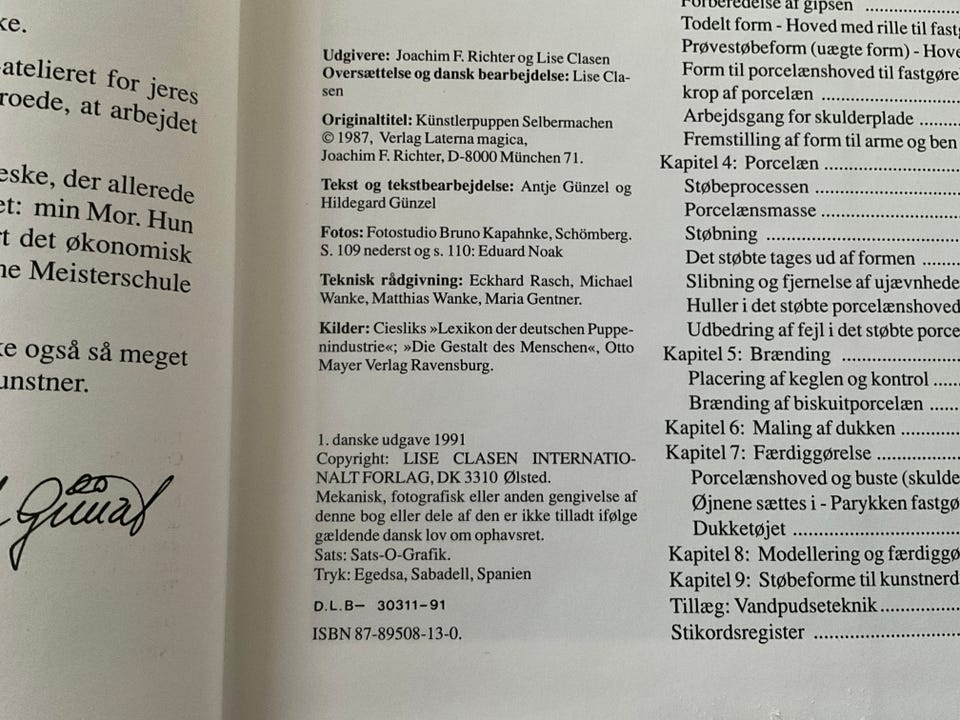 ke.
atelieret for jeres
roede, at arbejdet
eske, der allerede
et: min Mor. Hun
rt det økonomisk
ne Meisterschule
ke også så meget
unstner.
Udgivere: Joachim F. Richter og Lise Clasen
Oversættelse og dansk bearbejdelse: Lise Cla-
sen
Originaltitel: Künstlerpuppen Selbermachen
© 1987, Verlag Laterna magica,
Joachim F. Richter, D-8000 München 71.
Tekst og tekstbearbejdelse: Antje Günzel og
Hildegard Günzel
Fotos: Fotostudio Bruno Kapahnke, Schömberg.
S. 109 nederst og s. 110: Eduard Noak
Teknisk rådgivning: Eckhard Rasch, Michael
Wanke, Matthias Wanke, Maria Gentner.
Kilder: Ciesliks »Lexikon der deutschen Puppe-
nindustrie«; »Die Gestalt des Menschen«, Otto
Mayer Verlag Ravensburg.
1. danske udgave 1991
Copyright: LISE CLASEN INTERNATIO-
NALT FORLAG, DK 3310 Ølsted.
Mekanisk, fotografisk eller anden gengivelse af
denne bog eller dele af den er ikke tilladt ifølge
gældende dansk lov om ophavsret.
Sats: Sats-O-Grafik.
Tryk: Egedsa, Sabadell, Spanien
D.L.B– 30311-91
ISBN 87-89508-13-0.
Forberedelse af gipsen ..........
Todelt form - Hoved med rille til fast
Prøvestøbeform (uægte form) - Hove
Form til porcelænshoved til fastgøre
krop af porcelæn ....................
Arbejdsgang for skulderplade .......
Fremstilling af form til arme og ben
Kapitel 4: Porcelæn ....................
Støbeprocessen ....................
Porcelænsmasse ....................
Støbning ....................
Det støbte tages ud af formen .......
Slibning og fjernelse af ujævnhede
Huller i det støbte porcelænshoved
Udbedring af fejl i det støbte porce
Kapitel 5: Brænding ....................
Placering af keglen og kontrol ....
Brænding af biskuitporcelæn .....
Kapitel 6: Maling af dukken ..........
Kapitel 7: Færdiggørelse ..............
Porcelænshoved og buste (skulde
Øjnene sættes i - Parykken fastgø
Dukketøjet ....................
Kapitel 8: Modellering og færdiggø
Kapitel 9: Støbeforme til kunstnerd
Tillæg: Vandpudseteknik..............
Stikordsregister ....................